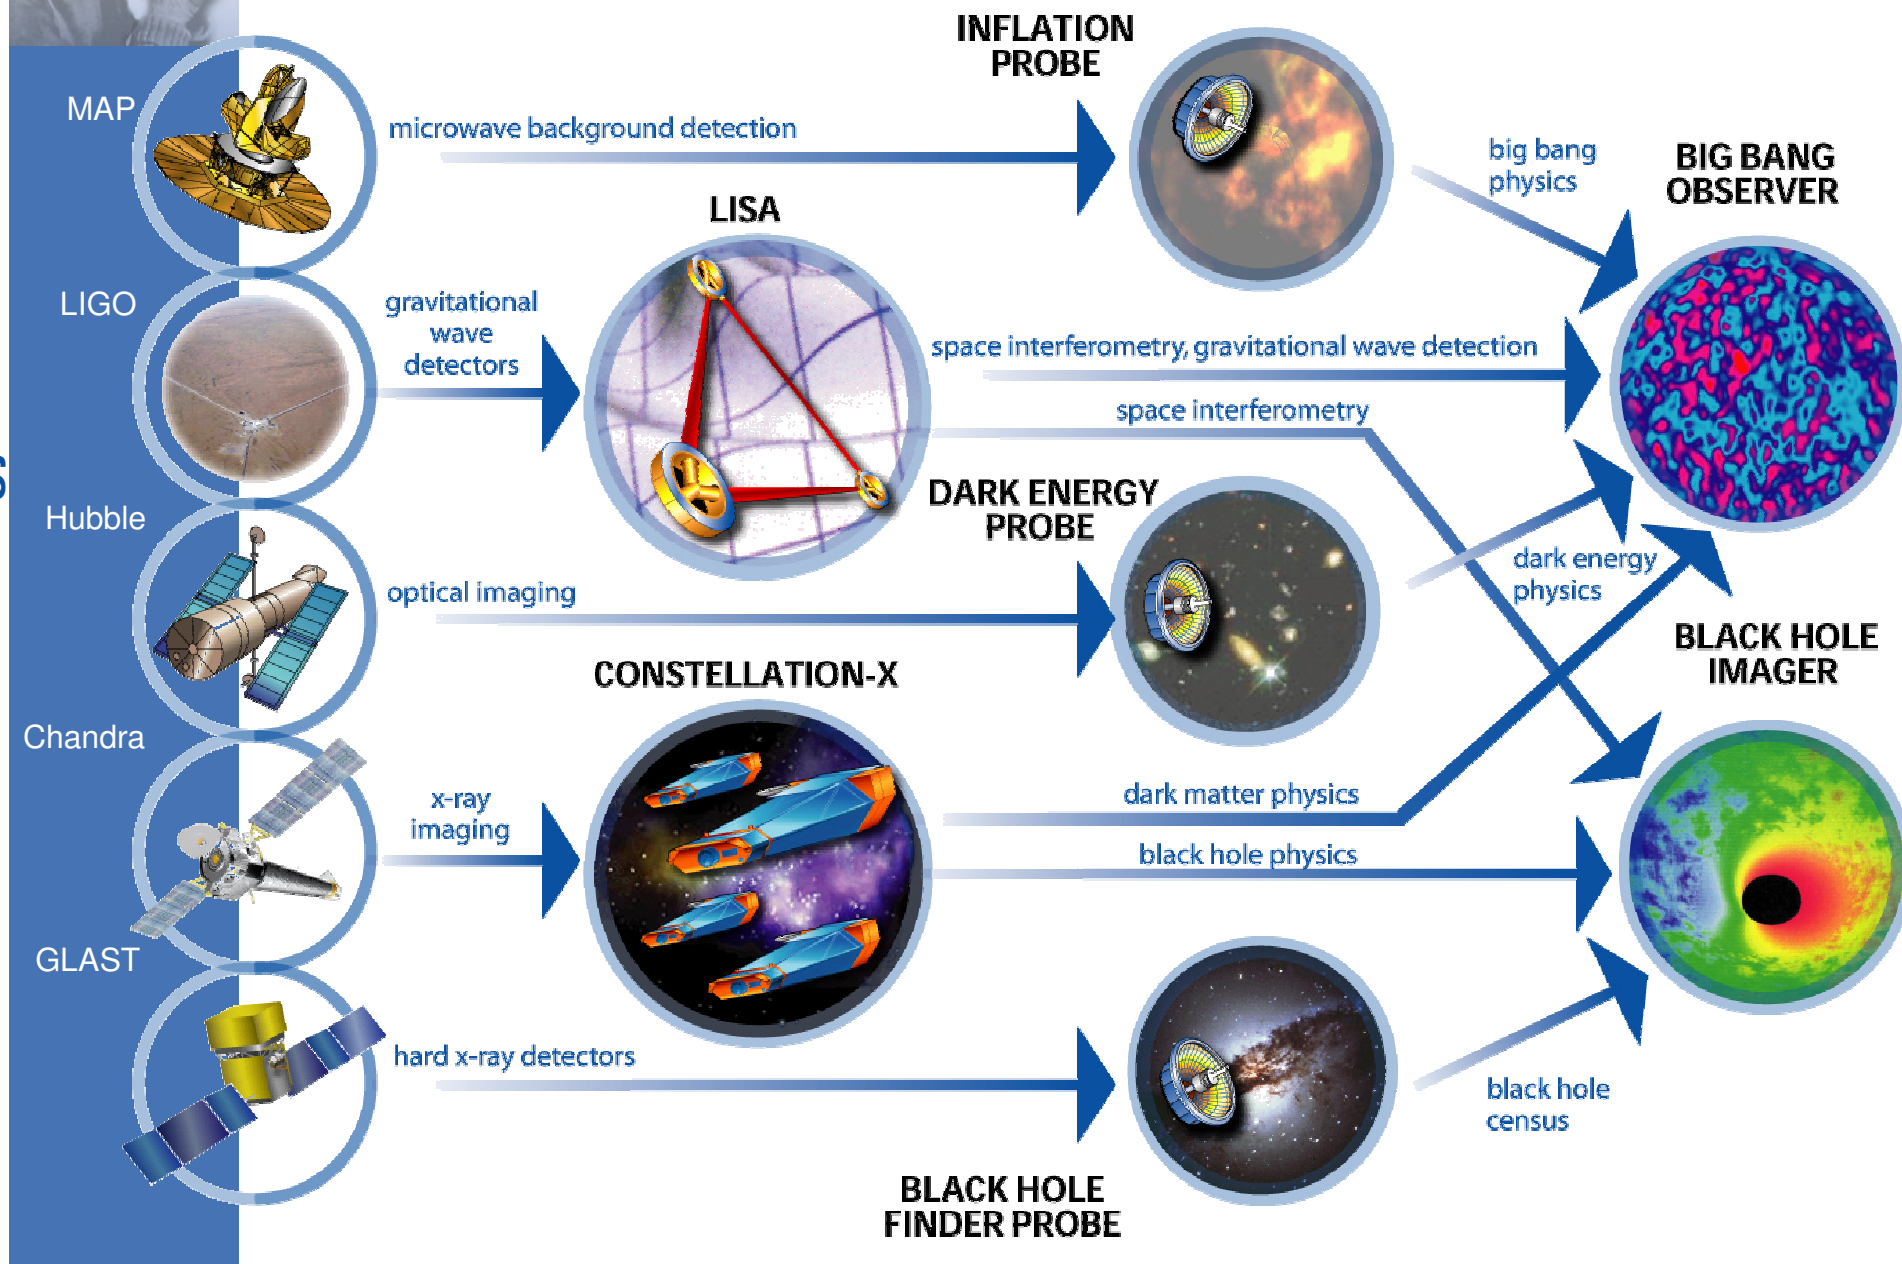 INFLATION
PROBE
MAP
microwave background detection
big bang
physics
BIG BANG
OBSERVER
LISA
LIGO
gravitational
wave
detectors
space interferometry, gravitational wave detection
space interferometry
Hubble
DARK ENERGY
PROBE
optical imaging
dark energy
physics
CONSTELLATION-X
BLACK HOLE
IMAGER
Chandra
x-ray
imaging
dark matter physics
black hole physics
GLAST
hard x-ray detectors
black hole
census
BLACK HOLE
FINDER PROBE